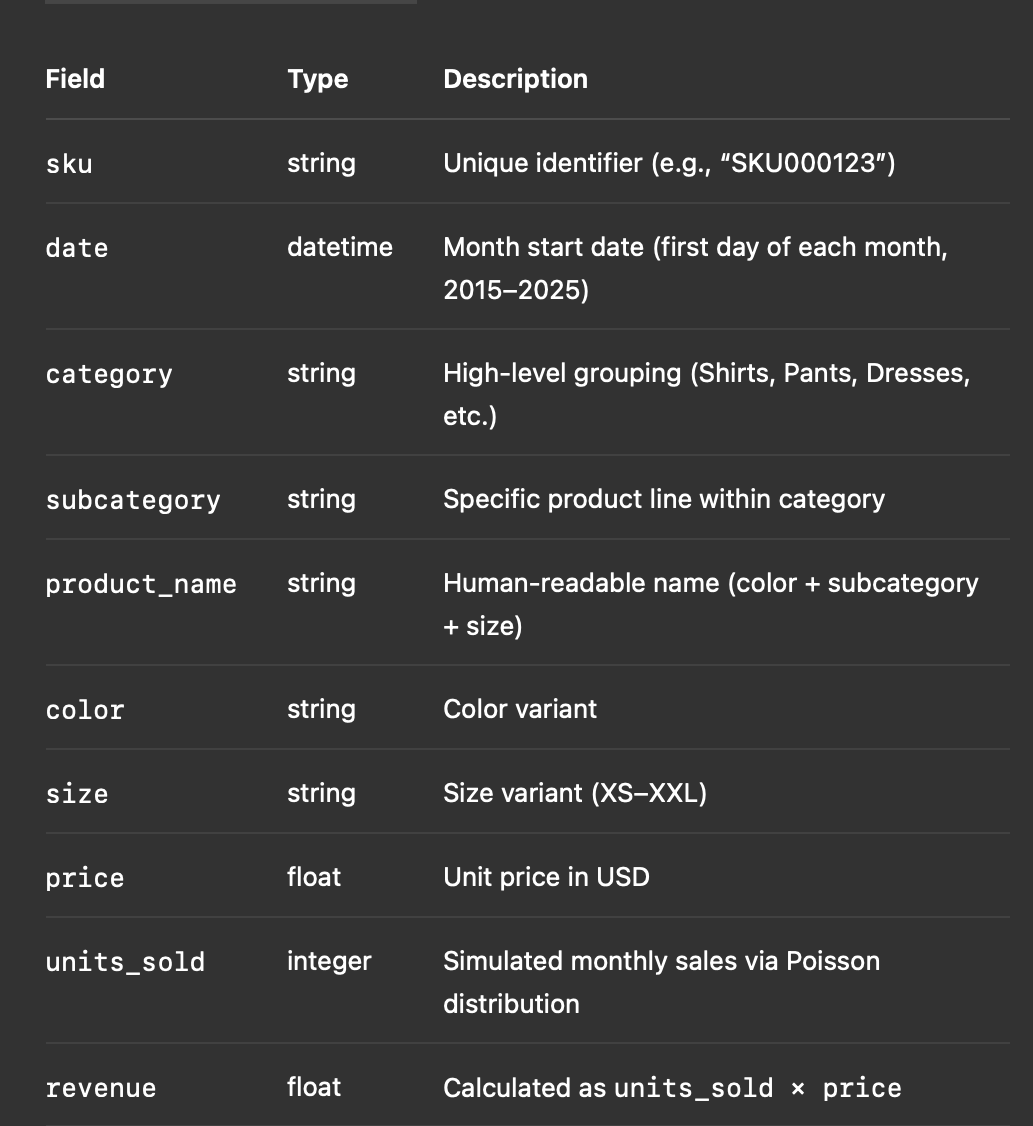 Field Type Description
sku string Unique identifier (e.g., “SKU000123”)
date datetime Month start date (first day of each month,
2015–2025)
category string High-level grouping (Shirts, Pants, Dresses,
etc.)
subcategory string Specific product line within category
product_name string Human-readable name (color + subcategory
+ size)
color string Color variant
size string Size variant (XS–XXL)
price float Unit price in USD
units_sold integer Simulated monthly sales via Poisson
distribution
revenue float Calculated as units_sold × price